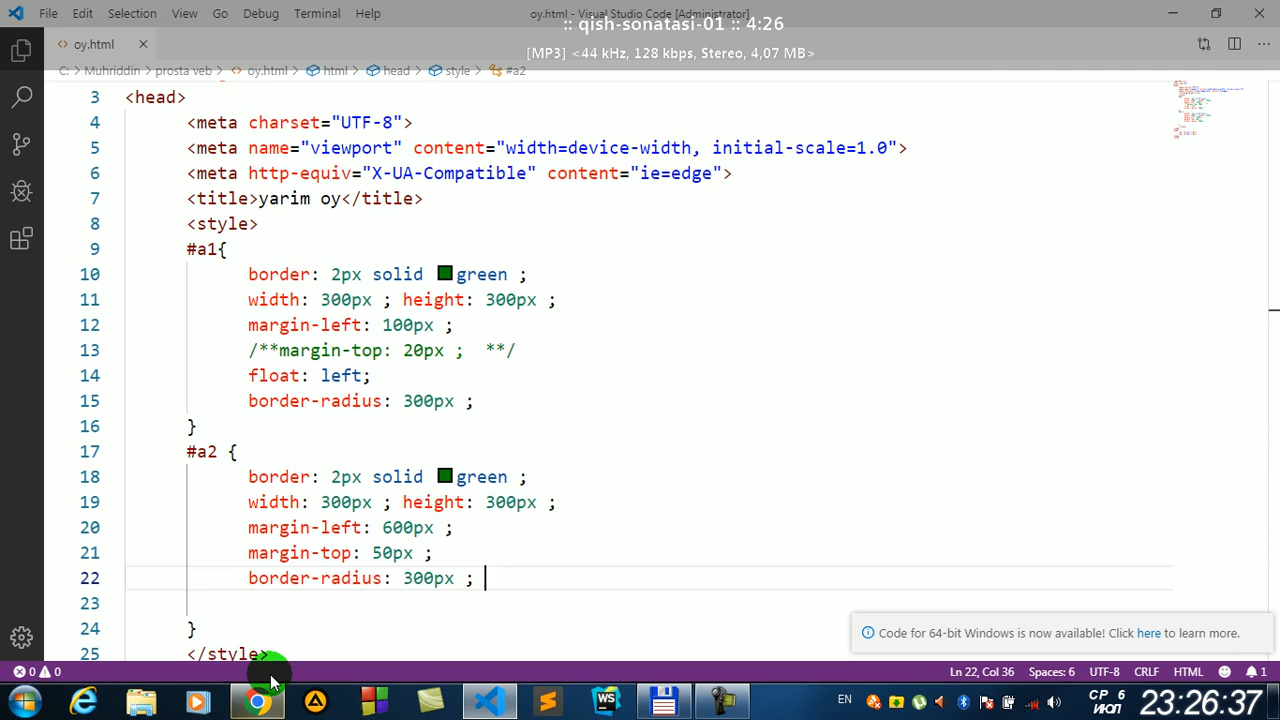 File Edit Selection View Go Debug Terminal Help
oy.html - Visual Studio Code [Administrator]
:: qish-sonatasi-01 :: 4:26
[MP3] <44 kHz, 128 kbps, Stereo, 4,07 MB>
oy.html
C: > Muhriddin > prosta veb > oy.html > html > head > style > #a2
3 <head>
4 <meta charset="UTF-8">
5 <meta name="viewport" content="width=device-width, initial-scale=1.0">
6 <meta http-equiv="X-UA-Compatible" content="ie=edge">
7 <title>yarim oy</title>
8 <style>
9 #a1{
10 border: 2px solid green ;
11 width: 300px ; height: 300px ;
12 margin-left: 100px ;
13 /**margin-top: 20px ;  **/
14 float: left;
15 border-radius: 300px ;
16 }
17 #a2 {
18 border: 2px solid green ;
19 width: 300px ; height: 300px ;
20 margin-left: 600px ;
21 margin-top: 50px ;
22 border-radius: 300px ;
23
24 }
25 </style>
Code for 64-bit Windows is now available! Click here to learn more.
0 0 Ln 22, Col 36 Spaces: 6 UTF-8 CRLF HTML 1
WS EN СР 6 ИЮЛ 23:26:37